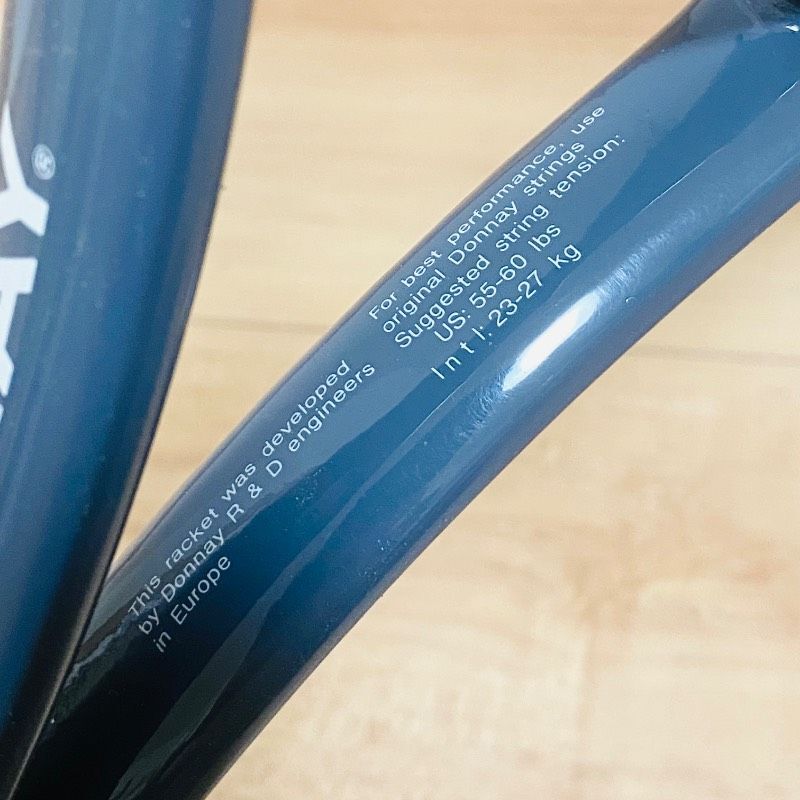 For best performance, use
original Donnay strings
Suggested string tension:
US: 55-60 lbs
Intl: 23-27 kg
This racket was developed
by Donnay R & D engineers
in Europe
AY®